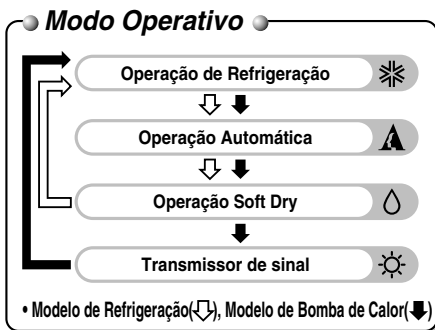 Modo Operativo
Operação de Refrigeração
Operação Automática
Operação Soft Dry
Transmissor de sinal
• Modelo de Refrigeração(⇩), Modelo de Bomba de Calor(⬇)